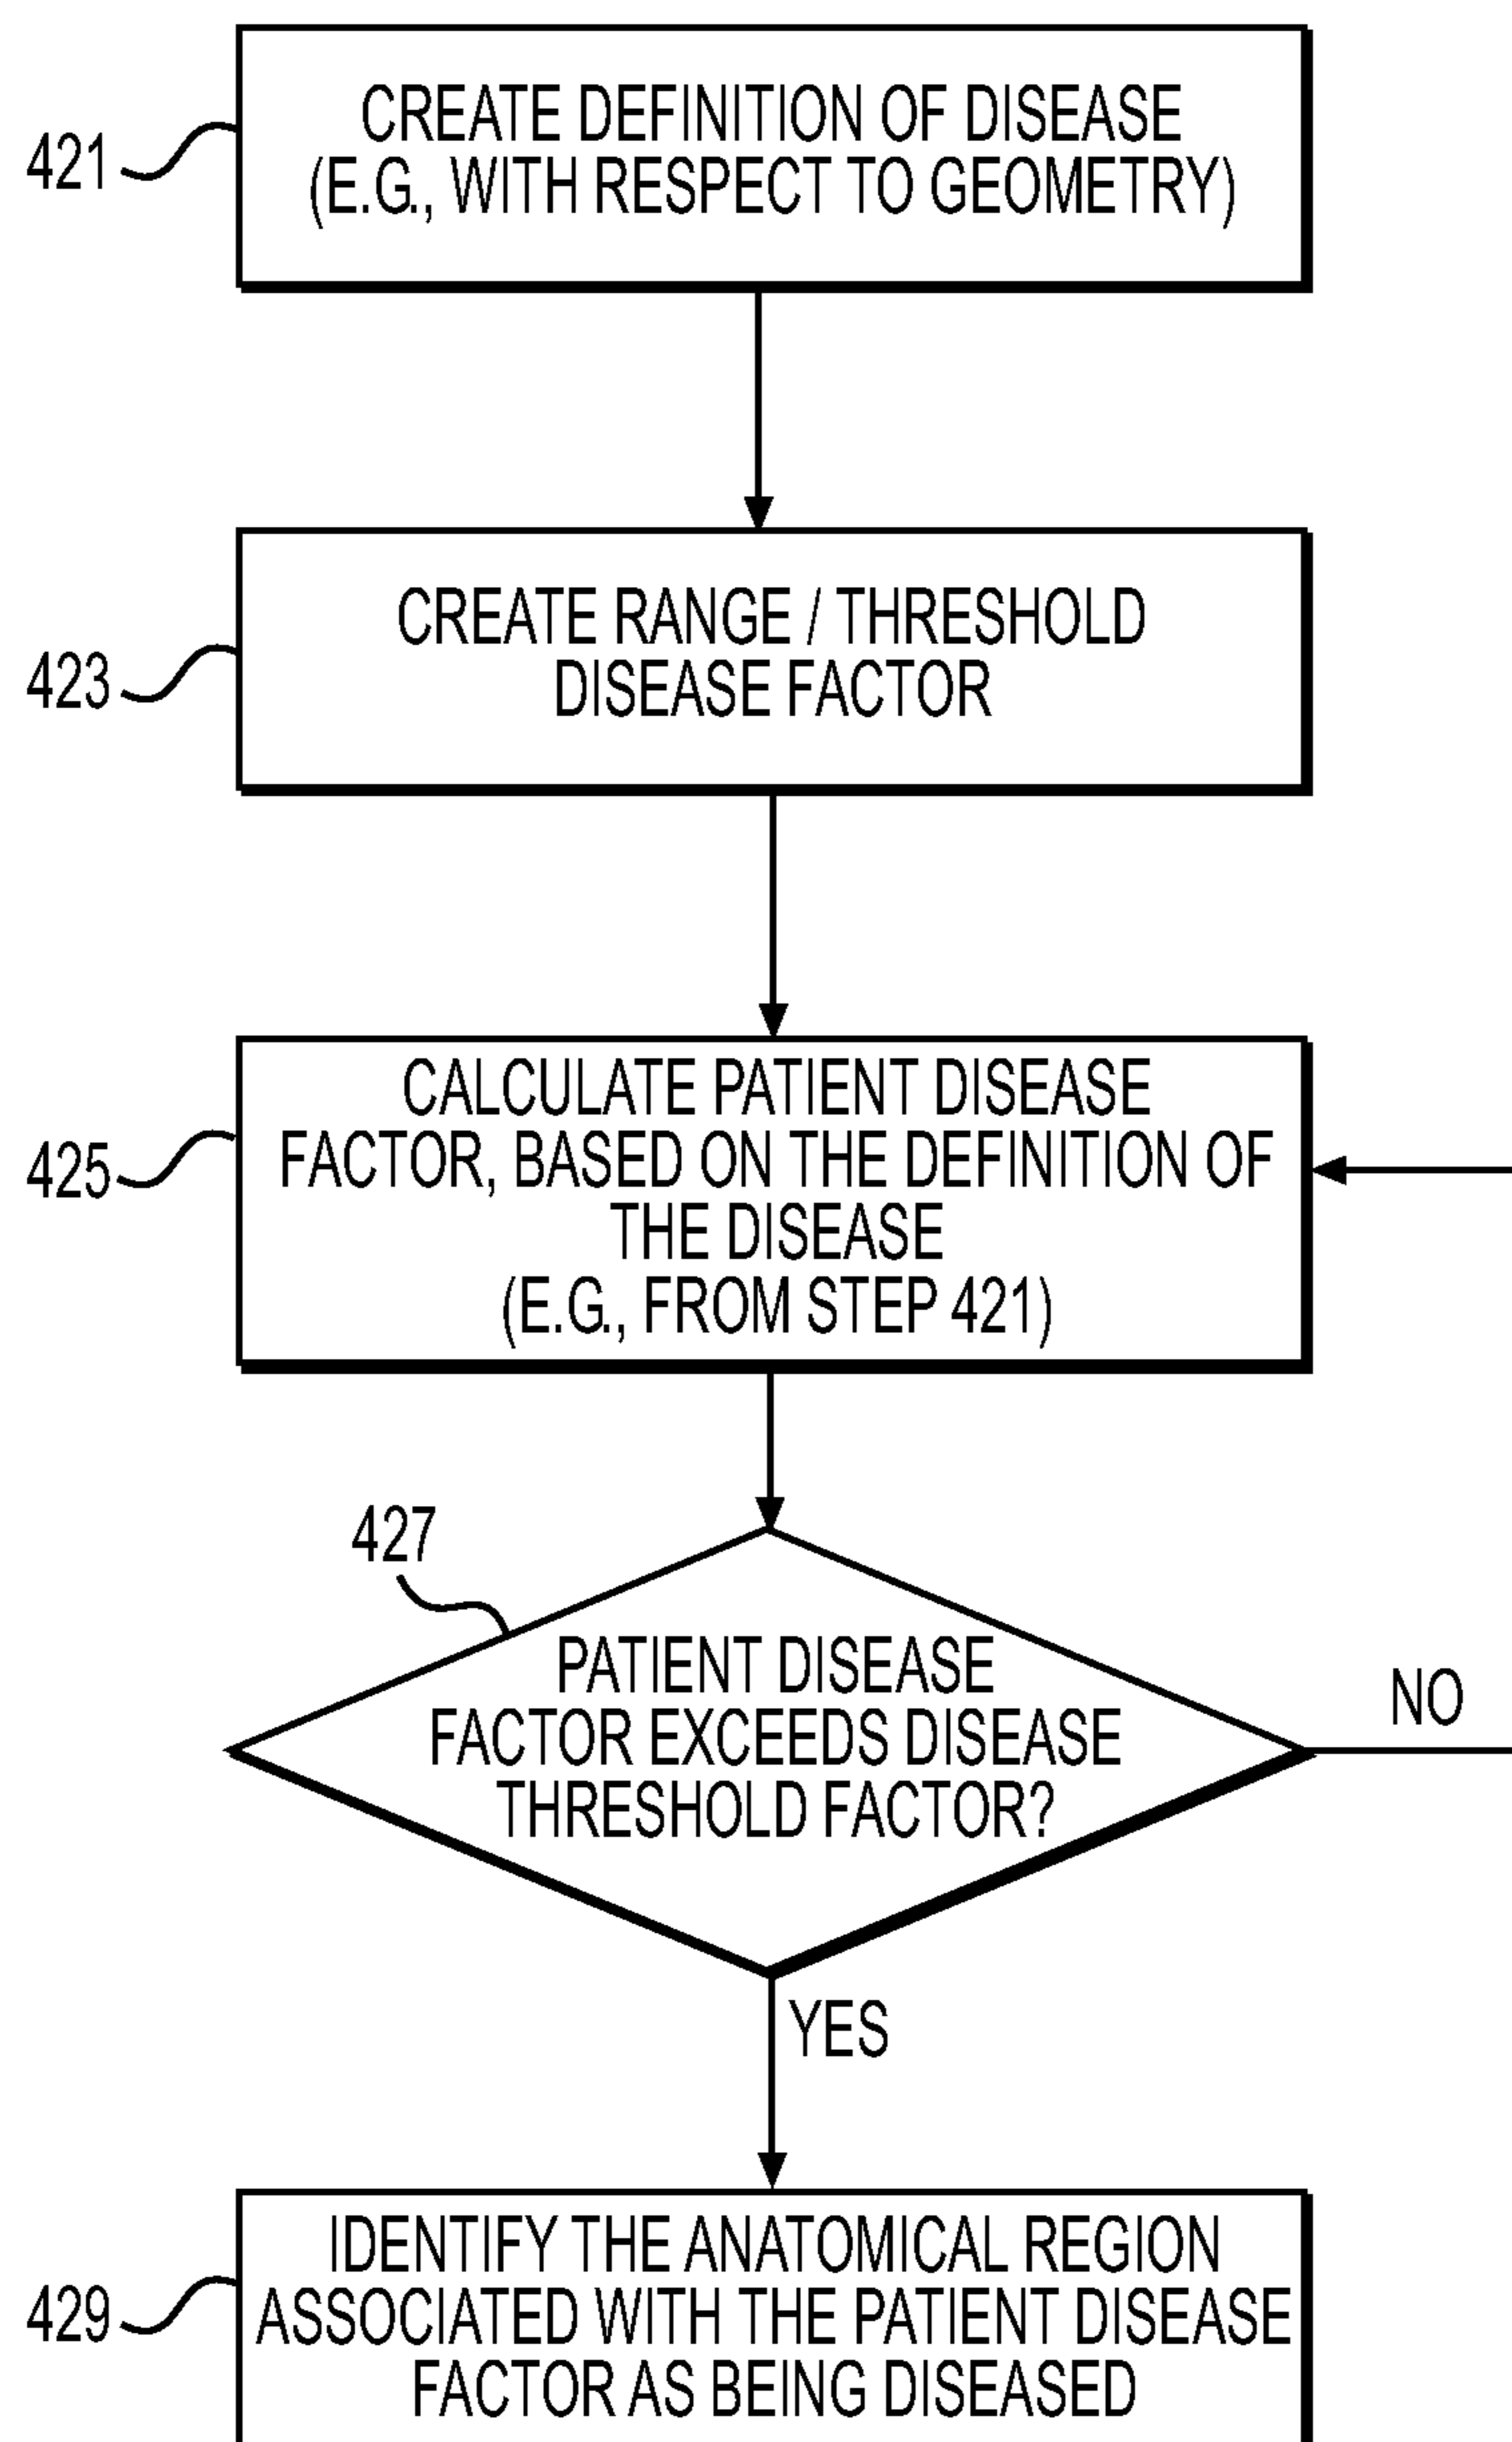 421
CREATE DEFINITION OF DISEASE
(E.G., WITH RESPECT TO GEOMETRY)
423
CREATE RANGE / THRESHOLD
DISEASE FACTOR
425
CALCULATE PATIENT DISEASE
FACTOR, BASED ON THE DEFINITION OF
THE DISEASE
(E.G., FROM STEP 421)
427
PATIENT DISEASE
FACTOR EXCEEDS DISEASE
THRESHOLD FACTOR?
NO
YES
429
IDENTIFY THE ANATOMICAL REGION
ASSOCIATED WITH THE PATIENT DISEASE
FACTOR AS BEING DISEASED